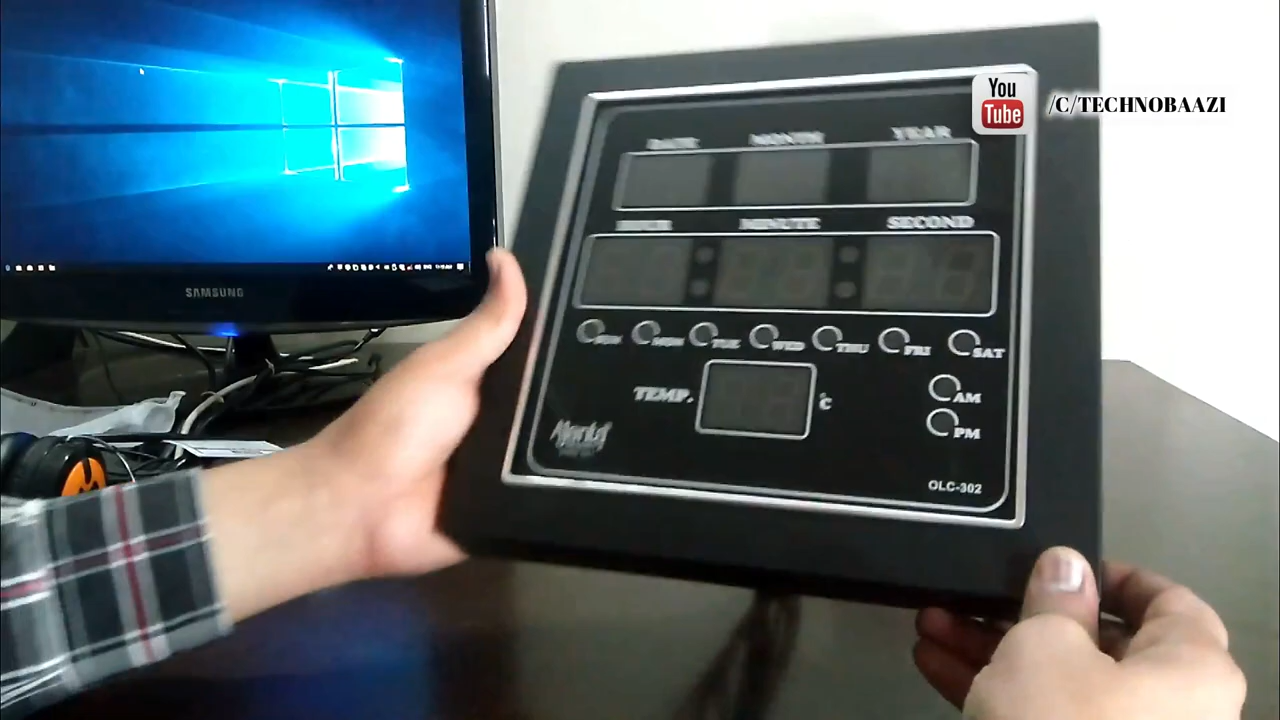 You
Tube
/C/TECHNOBAAZI
DATE MONTH YEAR
HOUR MINUTE SECOND
SUN MON TUE WED THU FRI SAT
TEMP. °C
AM
PM
Ajanta
OLC-302
SAMSUNG